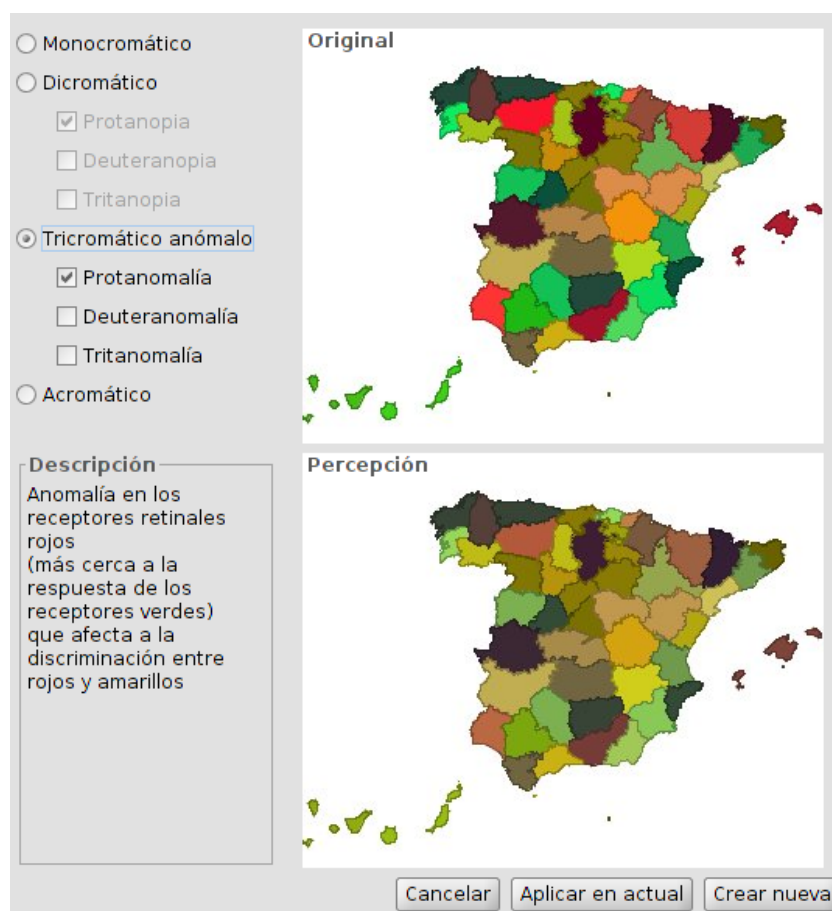 Monocromático
Dicromático
Protanopia
Deuteranopia
Tritanopia
Tricromático anómalo
Protanomalía
Deuteranomalía
Tritanomalía
Acromático
Descripción
Anomalía en los
receptores retinales
rojos
(más cerca a la
respuesta de los
receptores verdes)
que afecta a la
discriminación entre
rojos y amarillos
Original
Percepción
Cancelar
Aplicar en actual
Crear nueva